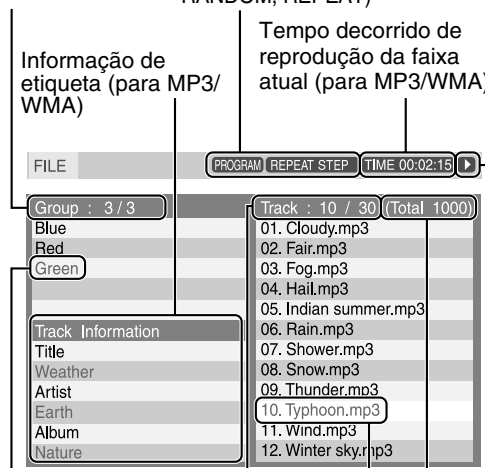 RANDOM, REPEAT)
Tempo decorrido de
reprodução da faixa
atual (para MP3/WMA)
Informação de
etiqueta (para MP3/
WMA)
FILE
PROGRAM REPEAT STEP TIME 00:02:15
Group : 3 / 3
Blue
Red
Green
Track Information
Title
Weather
Artist
Earth
Album
Nature
Track : 10 / 30 (Total 1000)
01. Cloudy.mp3
02. Fair.mp3
03. Fog.mp3
04. Hail.mp3
05. Indian summer.mp3
06. Rain.mp3
07. Shower.mp3
08. Snow.mp3
09. Thunder.mp3
10. Typhoon.mp3
11. Wind.mp3
12. Winter sky.mp3